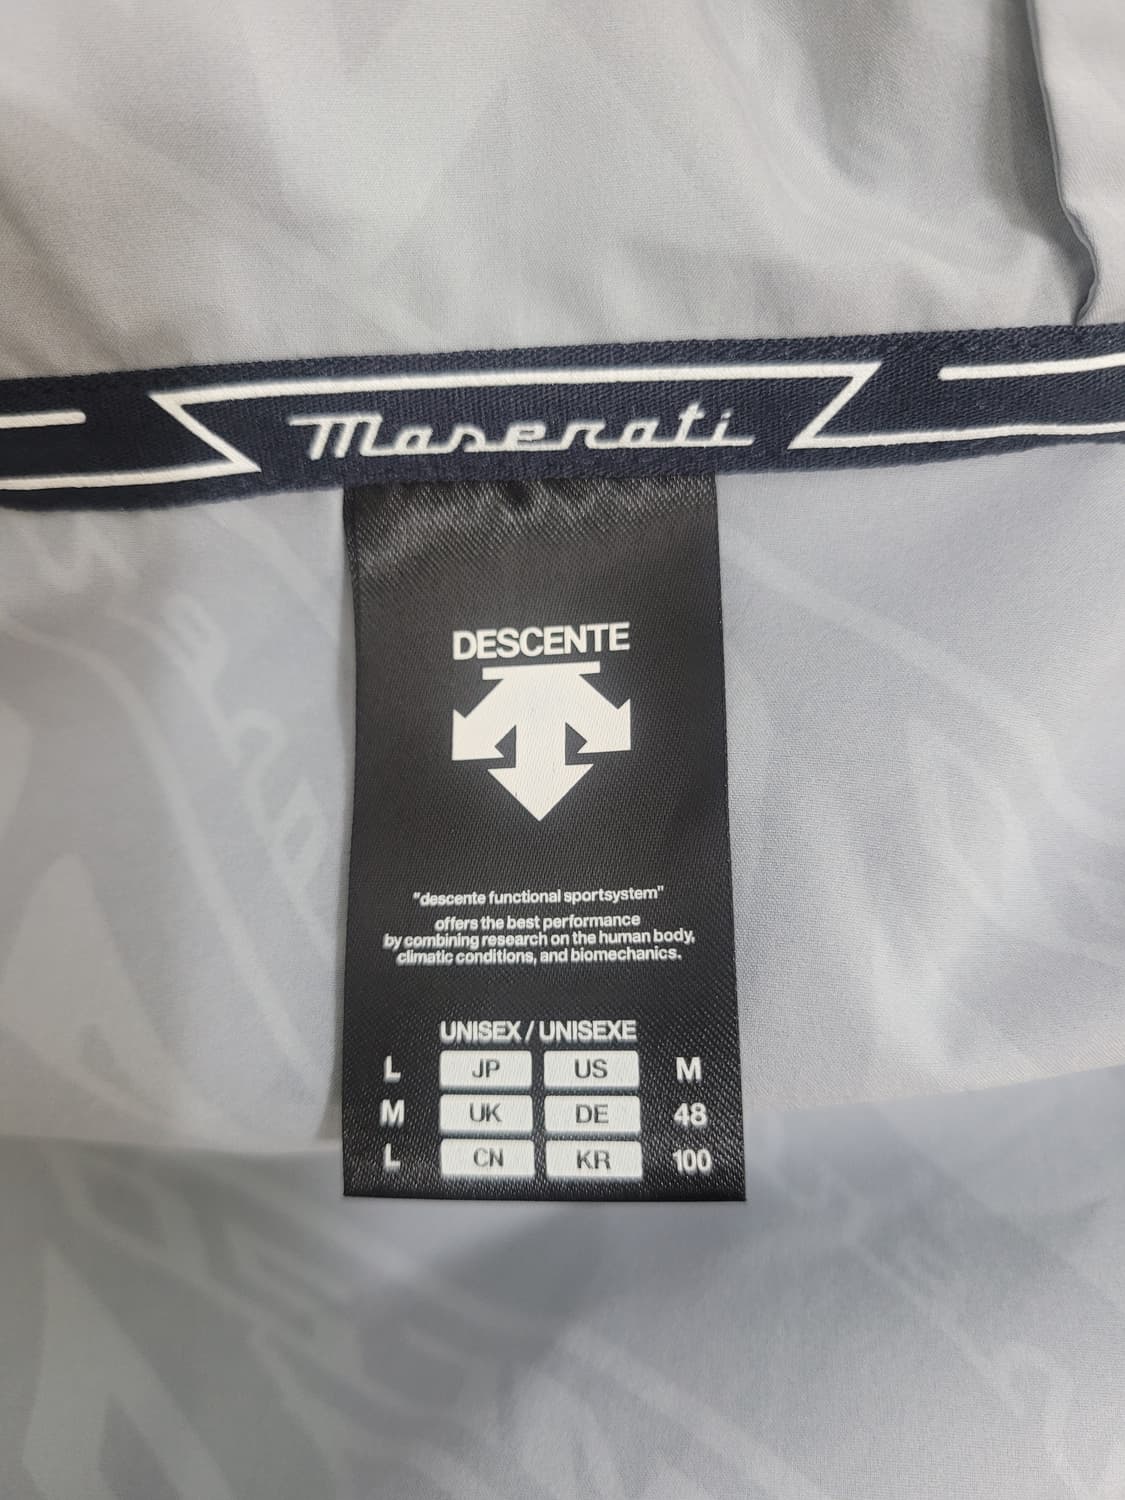 Maserati
DESCENTE
"descente functional sportsystem"
offers the best performance
by combining research on the human body,
climatic conditions, and biomechanics.
UNISEX / UNISEXE
L JP US M
M UK DE 48
L CN KR 100